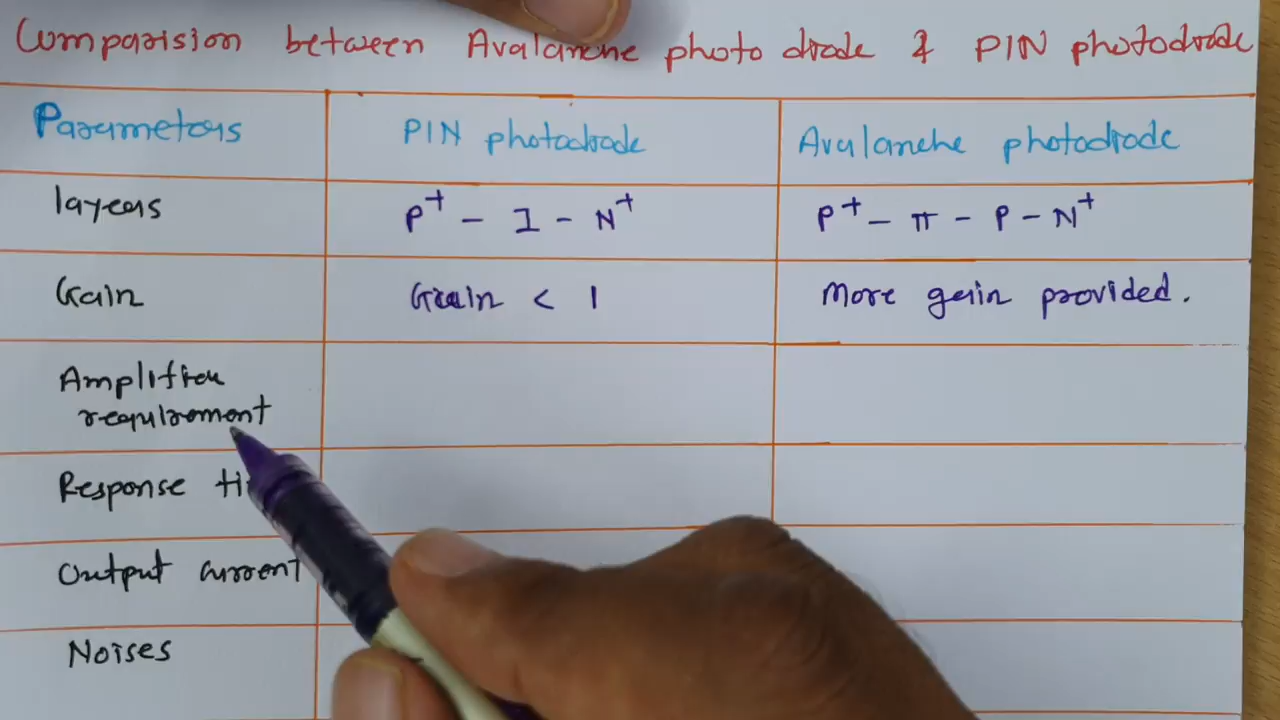 Comparision between Avalanche photo diode & PIN photodiode
Parameters PIN photodiode Avalanche photodiode
layers P+ - I - N+ P+ - π - P - N+
Gain Gain < 1 More gain provided.
Amplifier
requirement
Response
Output current
Noises